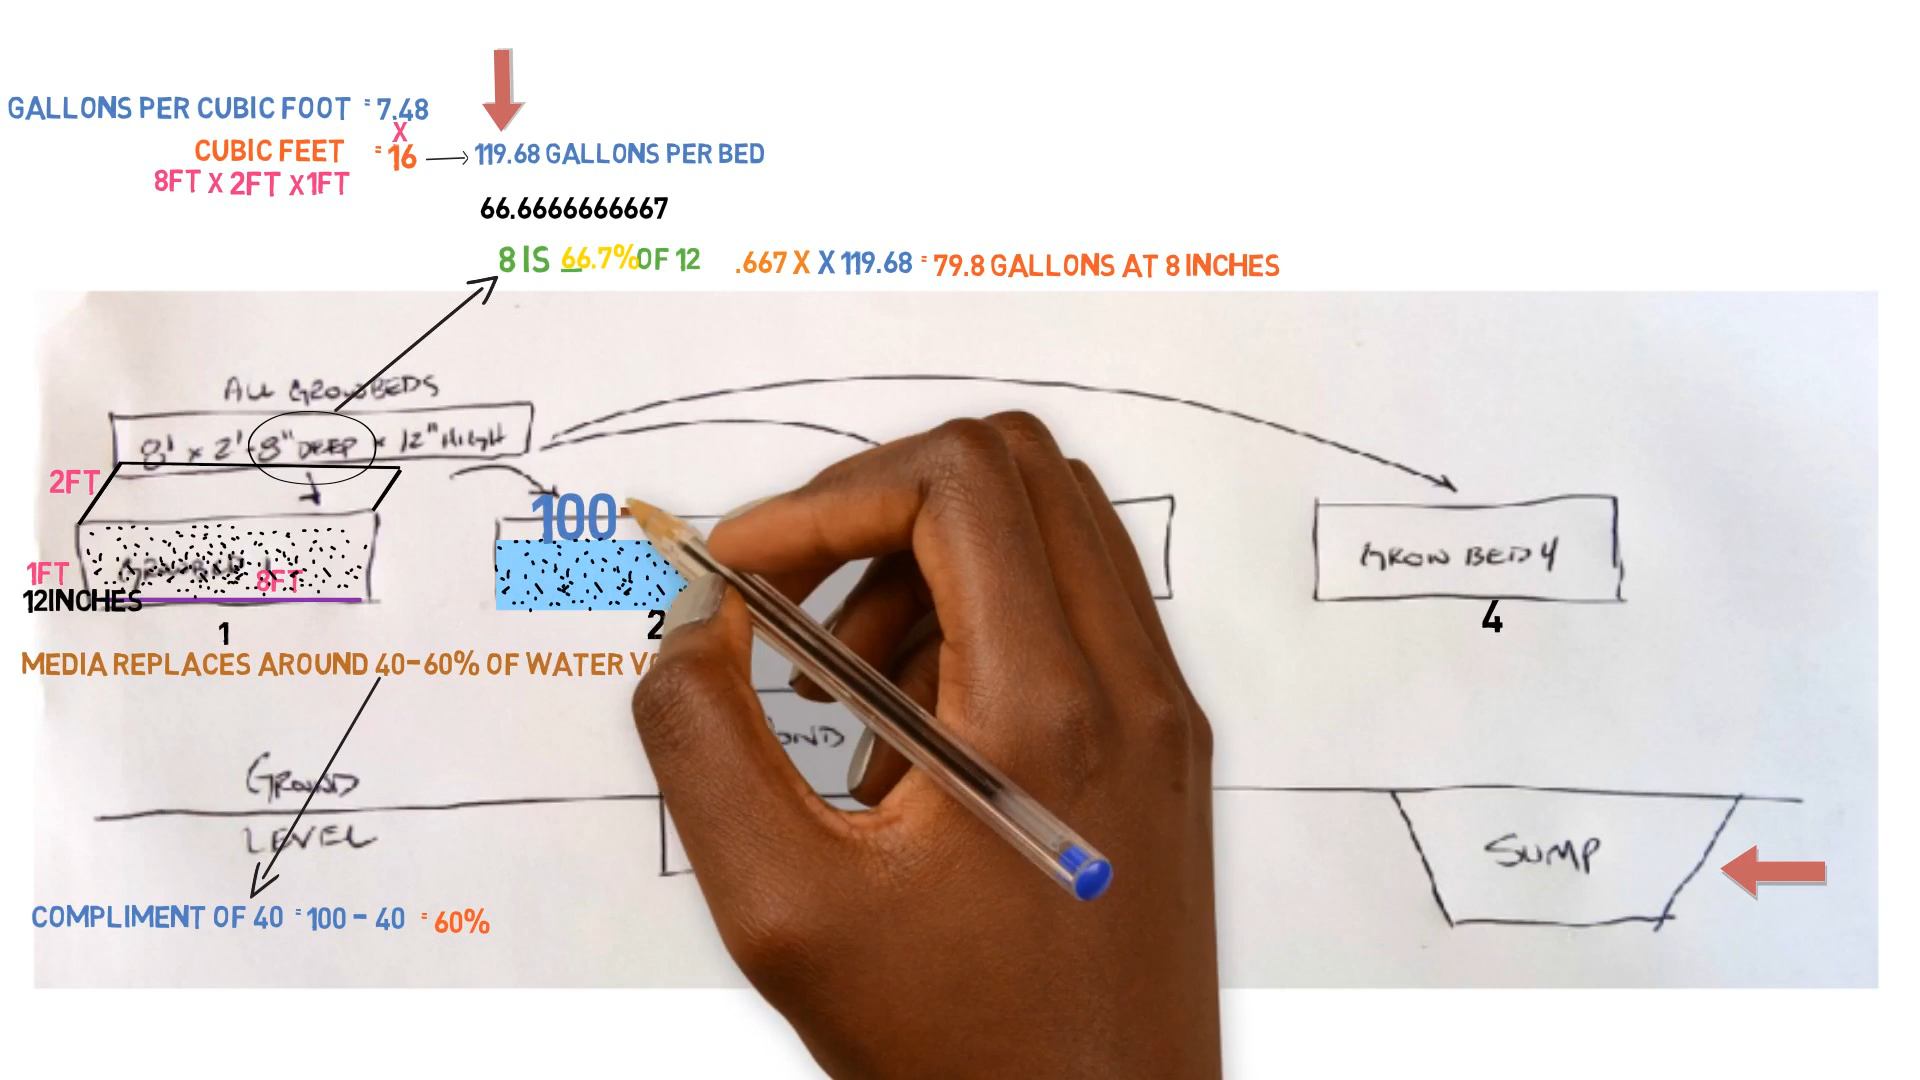 GALLONS PER CUBIC FOOT = 7.48
X
CUBIC FEET = 16 119.68 GALLONS PER BED
8FT X 2FT X 1FT
66.6666666667
8 IS 66.7% OF 12 .667 X X 119.68 = 79.8 GALLONS AT 8 INCHES
ALL GROWBEDS
8' x 2' 8" DEEP x 12" HIGH
2FT
100
1FT 8FT
GROW BED 4
12INCHES
1 2 4
MEDIA REPLACES AROUND 40-60% OF WATER
GROUND
LEVEL
SUMP
COMPLIMENT OF 40 = 100 - 40 = 60%